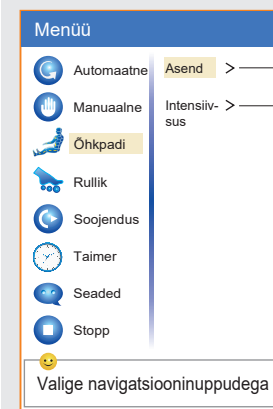 Menüü
Automaatne
Manuaalne
Õhkpadi
Rullik
Soojendus
Taimer
Seaded
Stopp
Asend >
Intensiiv- >
sus
Valige navigatsiooninuppudega